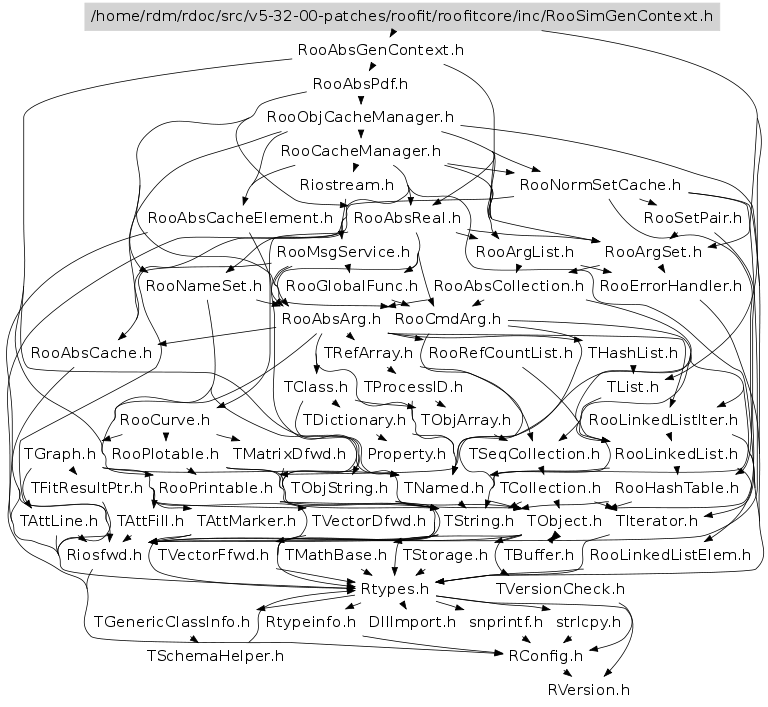 /home/rdm/rdoc/src/v5-32-00-patches/roofit/roofitcore/inc/RooSimGenContext.h
RooAbsGenContext.h
RooAbsPdf.h
RooObjCacheManager.h
RooCacheManager.h
Riostream.h RooNormSetCache.h
RooAbsCacheElement.h RooAbsReal.h RooSetPair.h
RooMsgService.h RooArgList.h RooArgSet.h
RooNameSet.h RooGlobalFunc.h RooAbsCollection.h RooErrorHandler.h
RooAbsArg.h RooCmdArg.h
RooAbsCache.h TRefArray.h RooRefCountList.h THashList.h
TClass.h TProcessID.h TList.h
RooCurve.h TDictionary.h TObjArray.h RooLinkedListIter.h
TGraph.h RooPlotable.h TMatrixDfwd.h Property.h TSeqCollection.h RooLinkedList.h
TFitResultPtr.h RooPrintable.h TObjString.h TNamed.h TCollection.h RooHashTable.h
TAttLine.h TAttFill.h TAttMarker.h TVectorDfwd.h TString.h TObject.h TIterator.h
Riosfwd.h TVectorFfwd.h TMathBase.h TStorage.h TBuffer.h RooLinkedListElem.h
Rtypes.h TVersionCheck.h
TGenericClassInfo.h Rtypeinfo.h DllImport.h snprintf.h strlcpy.h
TSchemaHelper.h RConfig.h
RVersion.h